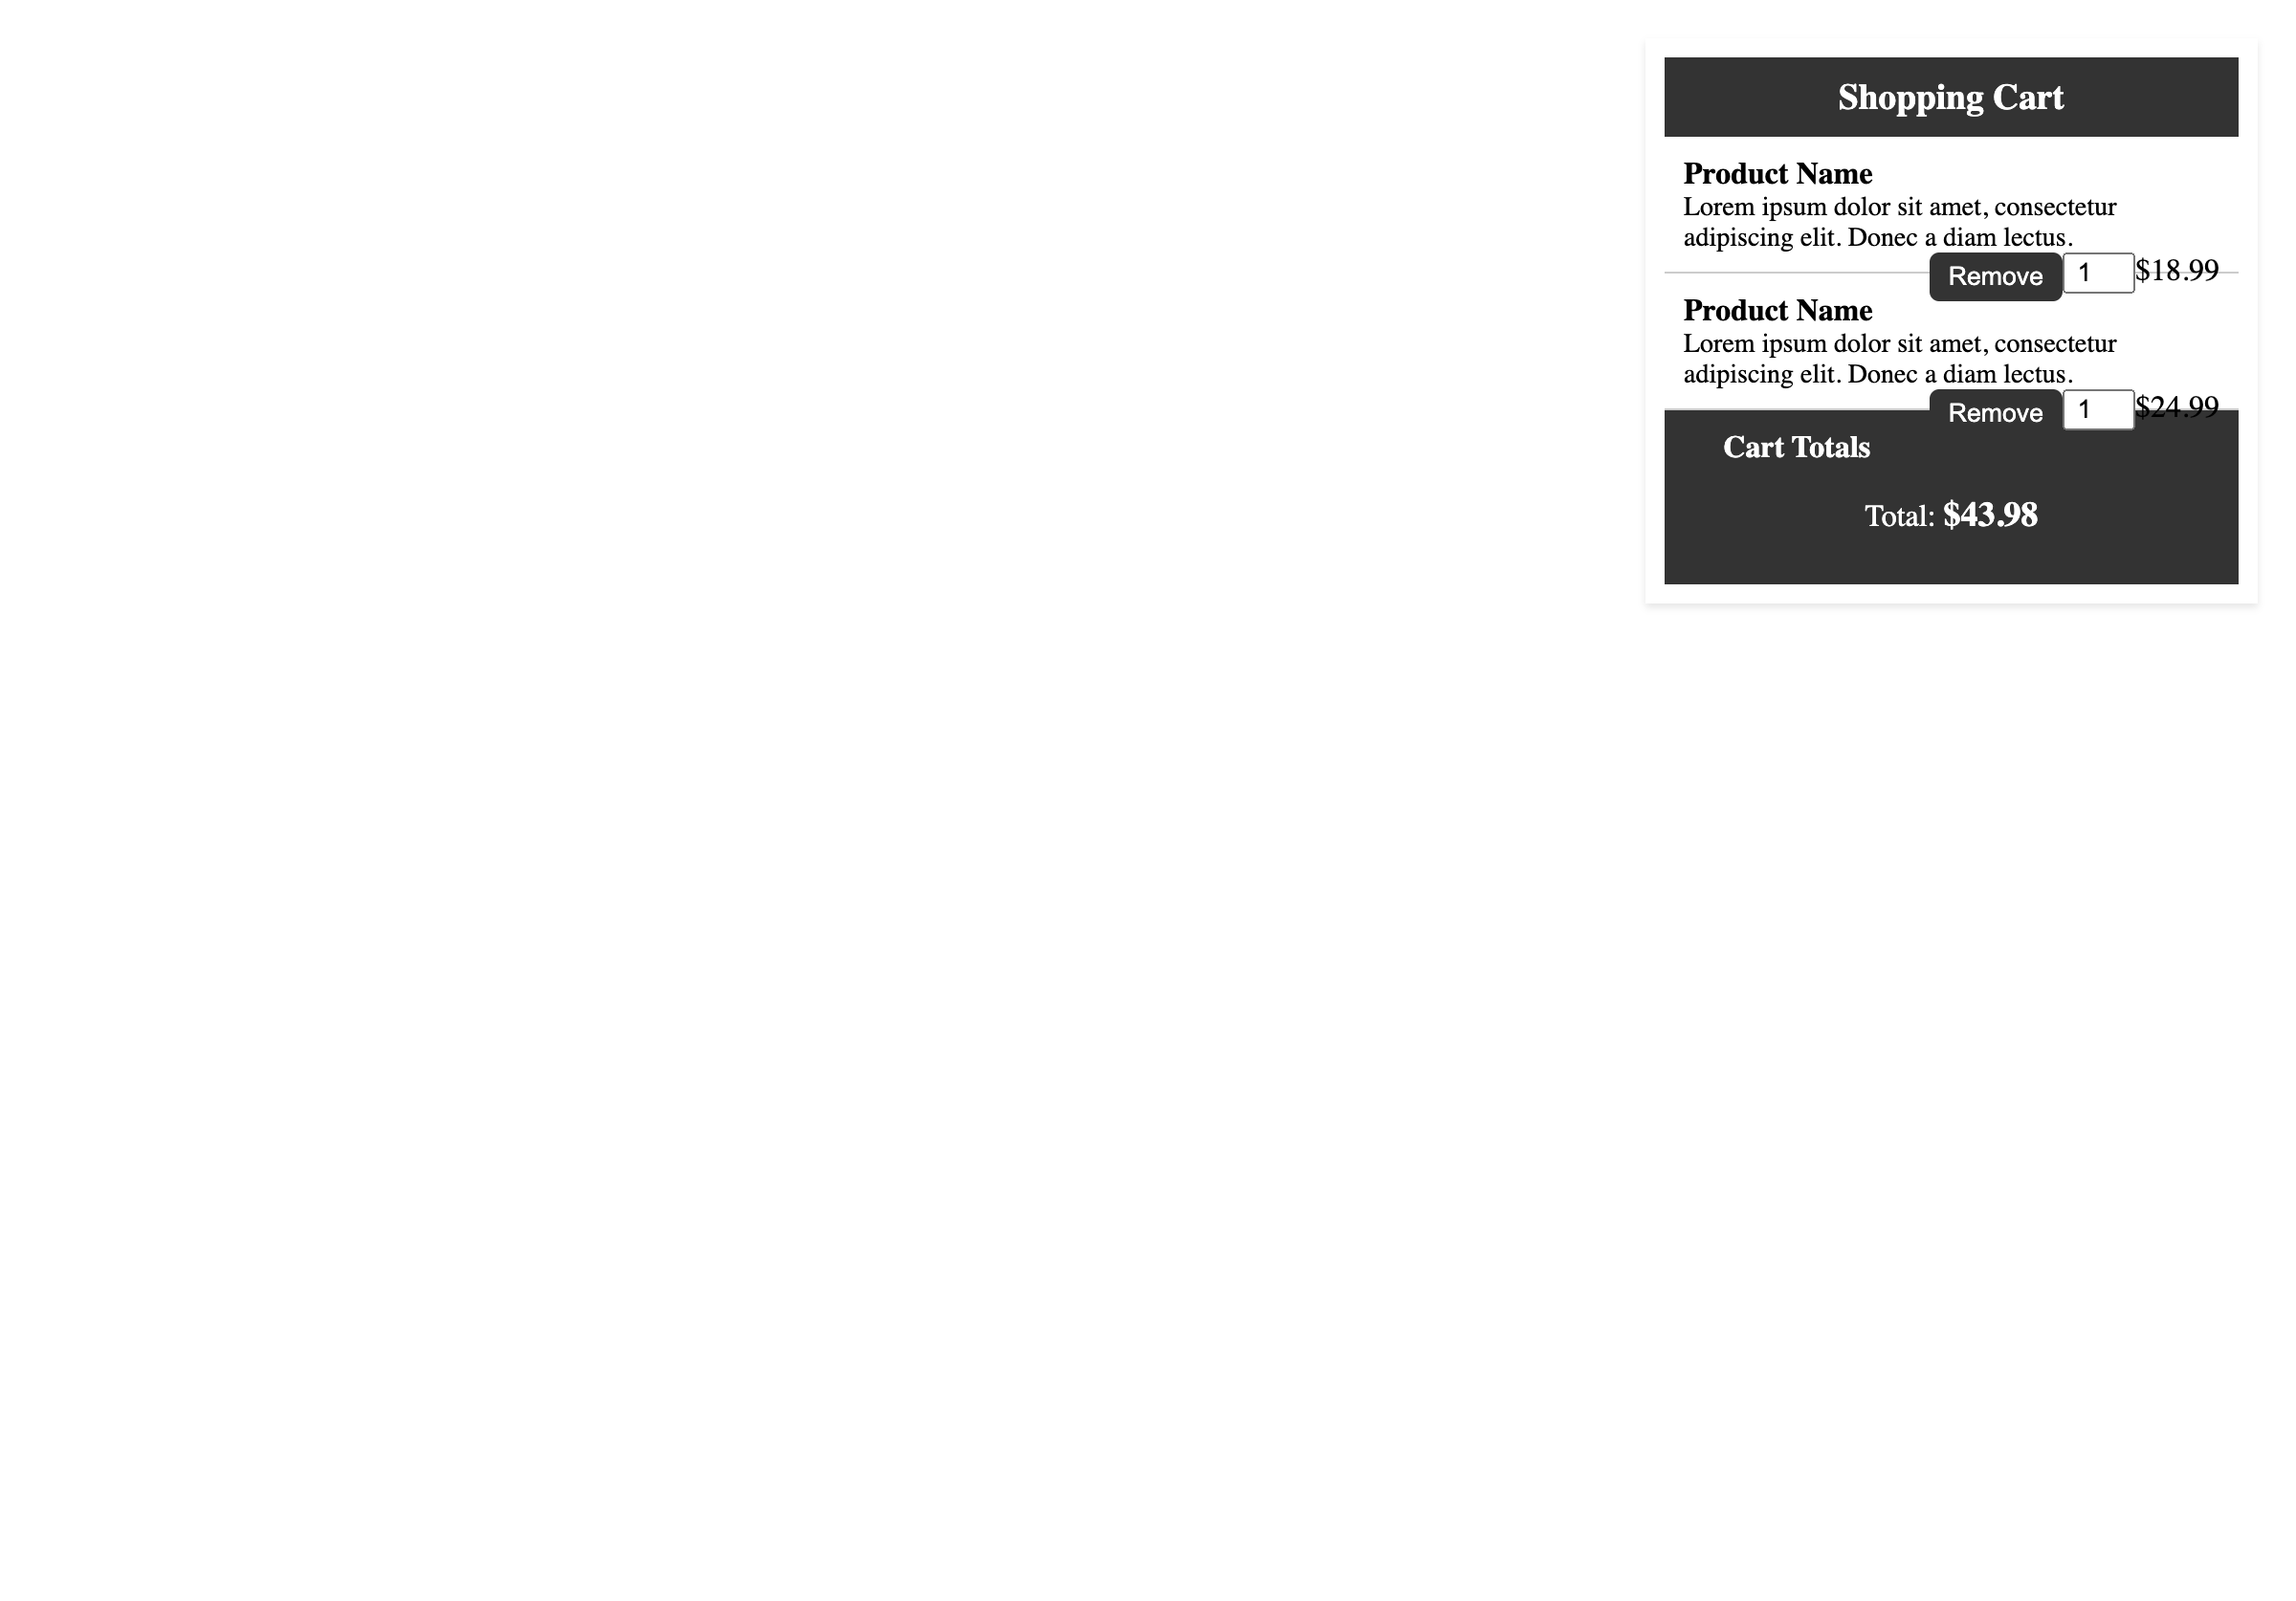 Shopping Cart
Product Name
Lorem ipsum dolor sit amet, consectetur
adipiscing elit. Donec a diam lectus.
Remove 1 $18.99
Product Name
Lorem ipsum dolor sit amet, consectetur
adipiscing elit. Donec a diam lectus.
Remove 1 $24.99
Cart Totals
Total: $43.98